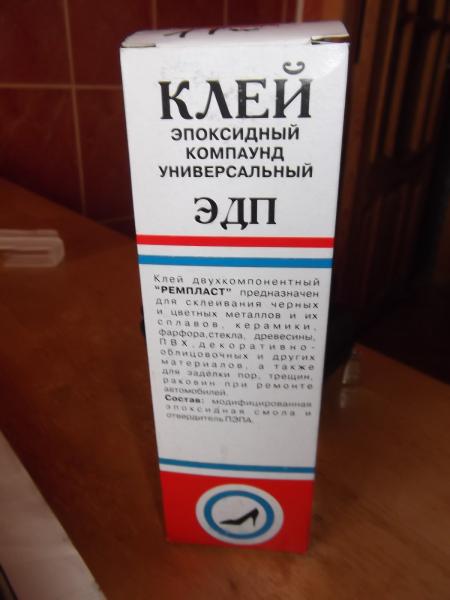 КЛЕЙ
ЭПОКСИДНЫЙ
КОМПАУНД
УНИВЕРСАЛЬНЫЙ
ЭДП
Клей двухкомпонентный
"РЕМПЛАСТ" предназначен
для склеивания черных
и цветных металлов и их
сплавов, керамики,
фарфора,стекла, древесины,
ПВХ,декоративно-
облицовочных и других
материалов, а также
для заделки пор, трещин,
раковин при ремонте
автомобилей.
Состав: модифицированная
эпоксидная смола и
отвердитель ПЭПА.